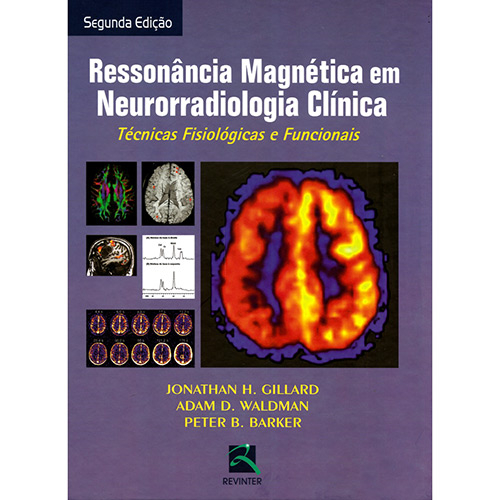 Segunda Edição
Ressonância Magnética em
Neurorradiologia Clínica
Técnicas Fisiológicas e Funcionais
JONATHAN H. GILLARD
ADAM D. WALDMAN
PETER B. BARKER
REVINTER